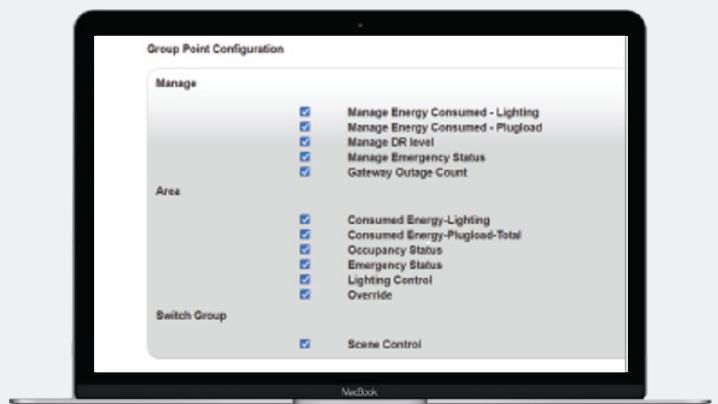 Group Point Configuration
Manage
Manage Energy Consumed - Lighting
Manage Energy Consumed - Plugload
Manage DR level
Manage Emergency Status
Gateway Outage Count
Area
Consumed Energy-Lighting
Consumed Energy-Plugload-Total
Occupancy Status
Emergency Status
Lighting Control
Override
Switch Group
Scene Control
MacBook